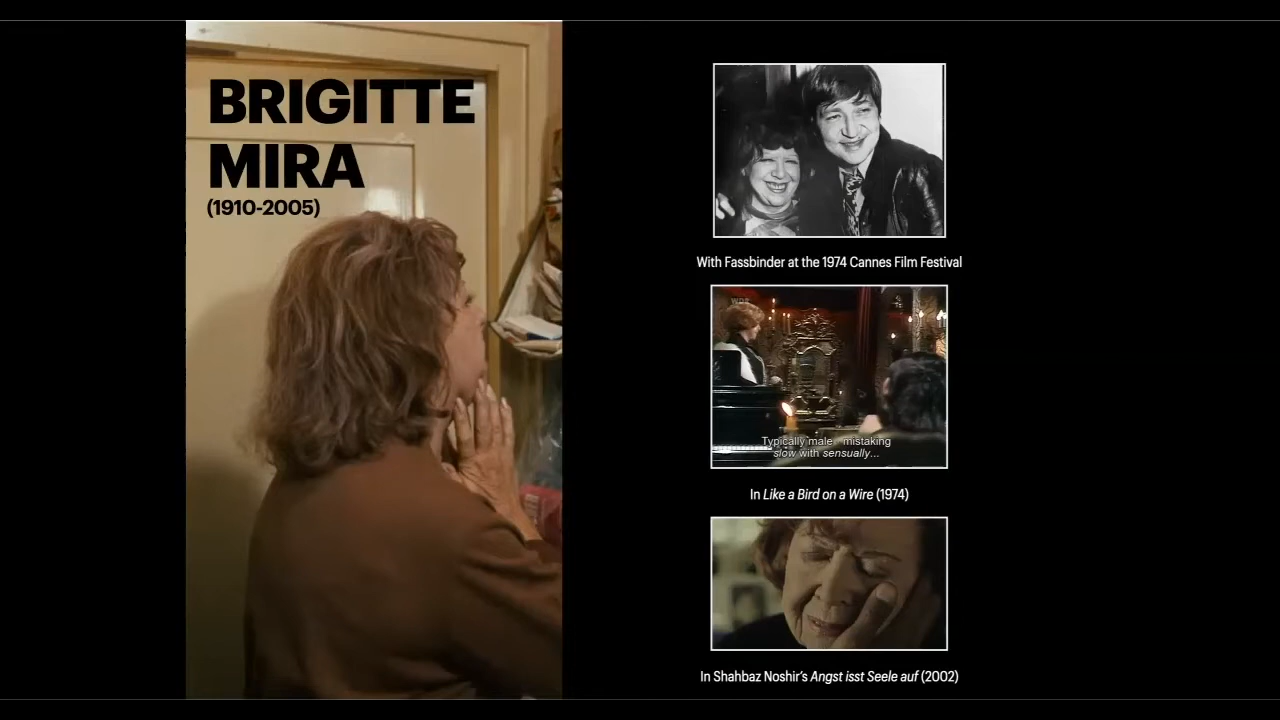 BRIGITTE
MIRA
(1910-2005)
With Fassbinder at the 1974 Cannes Film Festival
WDR
Typically male mistaking
slow with sensually...
In Like a Bird on a Wire (1974)
In Shahbaz Noshir's Angst isst Seele auf (2002)